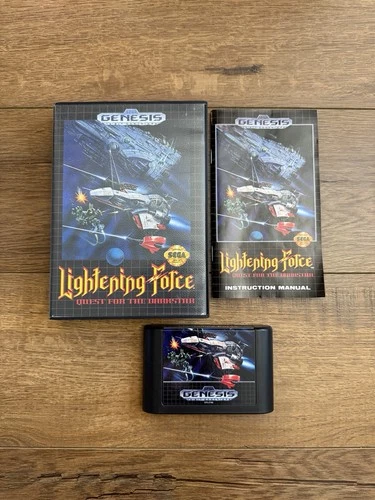 GENESIS
SEGA
Lightening Force
QUEST FOR THE DARKSTAR
GENESIS
SEGA
Lightening Force
QUEST FOR THE DARKSTAR
INSTRUCTION MANUAL
GENESIS